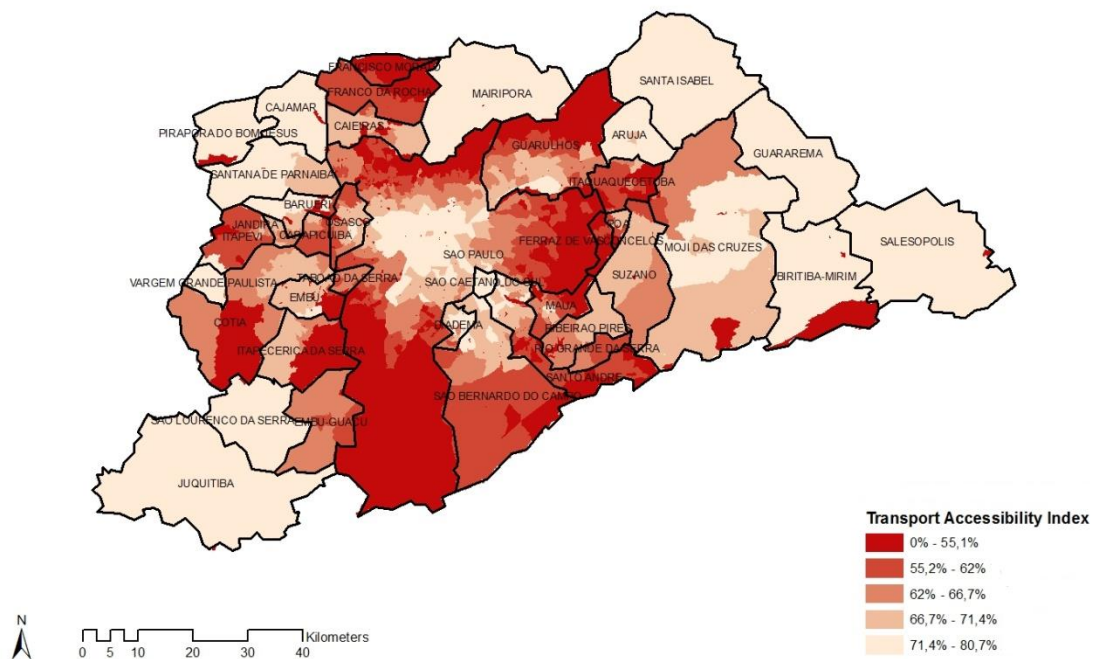 FRANCISCO MORATO
FRANCO DA ROCHA
MAIRIPORA
SANTA ISABEL
CAJAMAR
CAIEIRAS
PIRAPORA DO BOM JESUS
ARUJA
GUARULHOS
GUARAREMA
SANTANA DE PARNAIBA
ITAQUAQUECETUBA
BARUERI
JANDIRA
OSASCO
POA
ITAPEVI
CARAPICUIBA
FERRAZ DE VASCONCELOS
MOJI DAS CRUZES
SALESOPOLIS
SAO PAULO
VARGEM GRANDE PAULISTA
TABOAO DA SERRA
SAO CAETANO DO SUL
SUZANO
BIRITIBA-MIRIM
EMBU
MAUA
COTIA
DIADEMA
RIBEIRAO PIRES
ITAPECERICA DA SERRA
RIO GRANDE DA SERRA
SANTO ANDRE
SAO BERNARDO DO CAMPO
SAO LOURENCO DA SERRA
EMBU-GUACU
JUQUITIBA
Transport Accessibility Index
0% - 55,1%
55,2% - 62%
62% - 66,7%
66,7% - 71,4%
71,4% - 80,7%
N
Kilometers
0 5 10 20 30 40